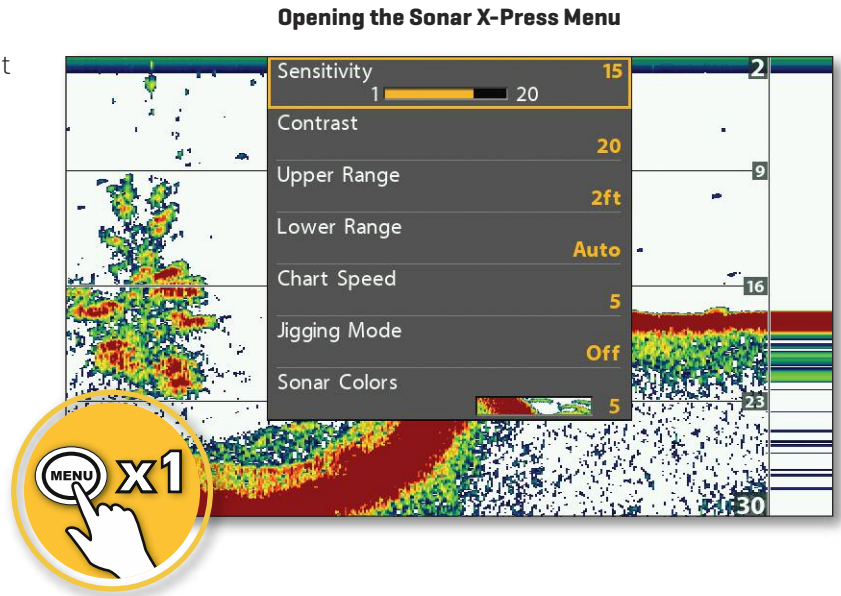 Opening the Sonar X-Press Menu
t
Sensitivity 15
1 20
Contrast
20
Upper Range
2ft
Lower Range
Auto
Chart Speed
5
Jigging Mode
Off
Sonar Colors
5
2
9
16
23
30
MENU x1